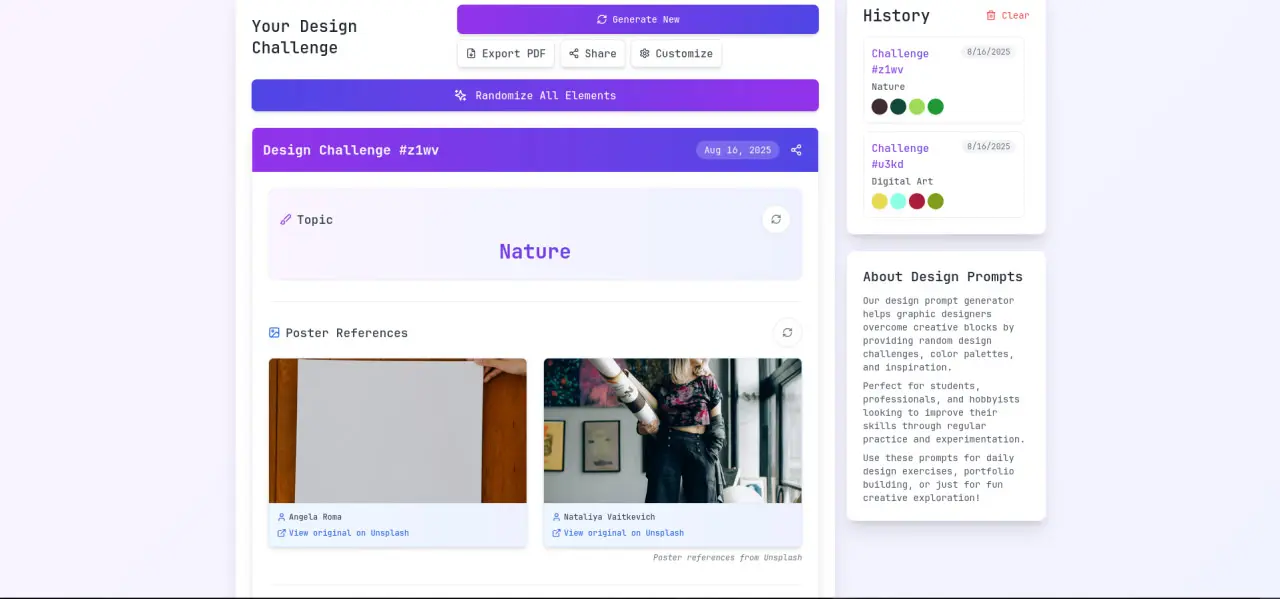 Your Design
Challenge
Generate New
Export PDF
Share
Customize
Randomize All Elements
Design Challenge #z1wv
Aug 16, 2025
Topic
Nature
Poster References
Angela Roma
View original on Unsplash
Nataliya Vaitkevich
View original on Unsplash
Poster references from Unsplash
History
Clear
Challenge
#z1wv
8/16/2025
Nature
Challenge
#u3kd
8/16/2025
Digital Art
About Design Prompts
Our design prompt generator
helps graphic designers
overcome creative blocks by
providing random design
challenges, color palettes,
and inspiration.
Perfect for students,
professionals, and hobbyists
looking to improve their
skills through regular
practice and experimentation.
Use these prompts for daily
design exercises, portfolio
building, or just for fun
creative exploration!